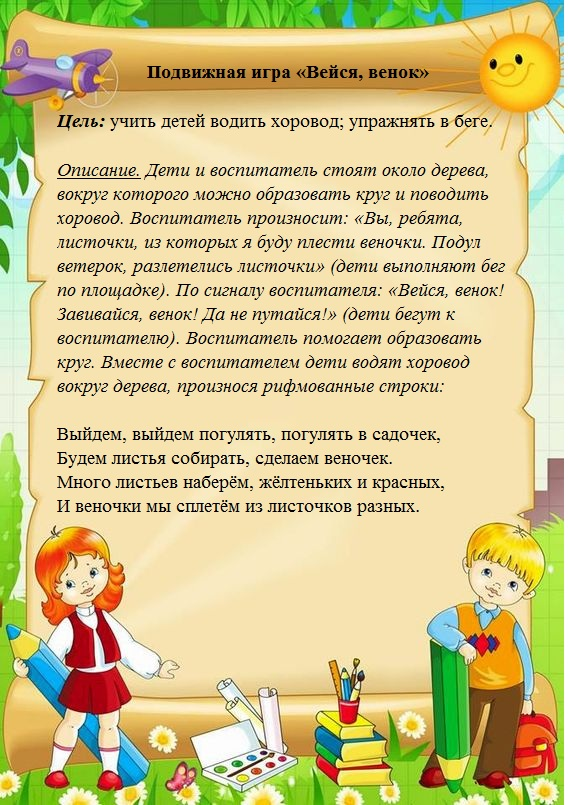 Подвижная игра «Вейся, венок»
Цель: учить детей водить хоровод; упражнять в беге.
Описание. Дети и воспитатель стоят около дерева,
вокруг которого можно образовать круг и поводить
хоровод. Воспитатель произносит: «Вы, ребята,
листочки, из которых я буду плести веночки. Подул
ветерок, разлетелись листочки» (дети выполняют бег
по площадке). По сигналу воспитателя: «Вейся, венок!
Завивайся, венок! Да не путайся!» (дети бегут к
воспитателю). Воспитатель помогает образовать
круг. Вместе с воспитателем дети водят хоровод
вокруг дерева, произнося рифмованные строки:
Выйдем, выйдем погулять, погулять в садочек,
Будем листья собирать, сделаем веночек.
Много листьев наберём, жёлтеньких и красных,
И веночки мы сплетём из листочков разных.